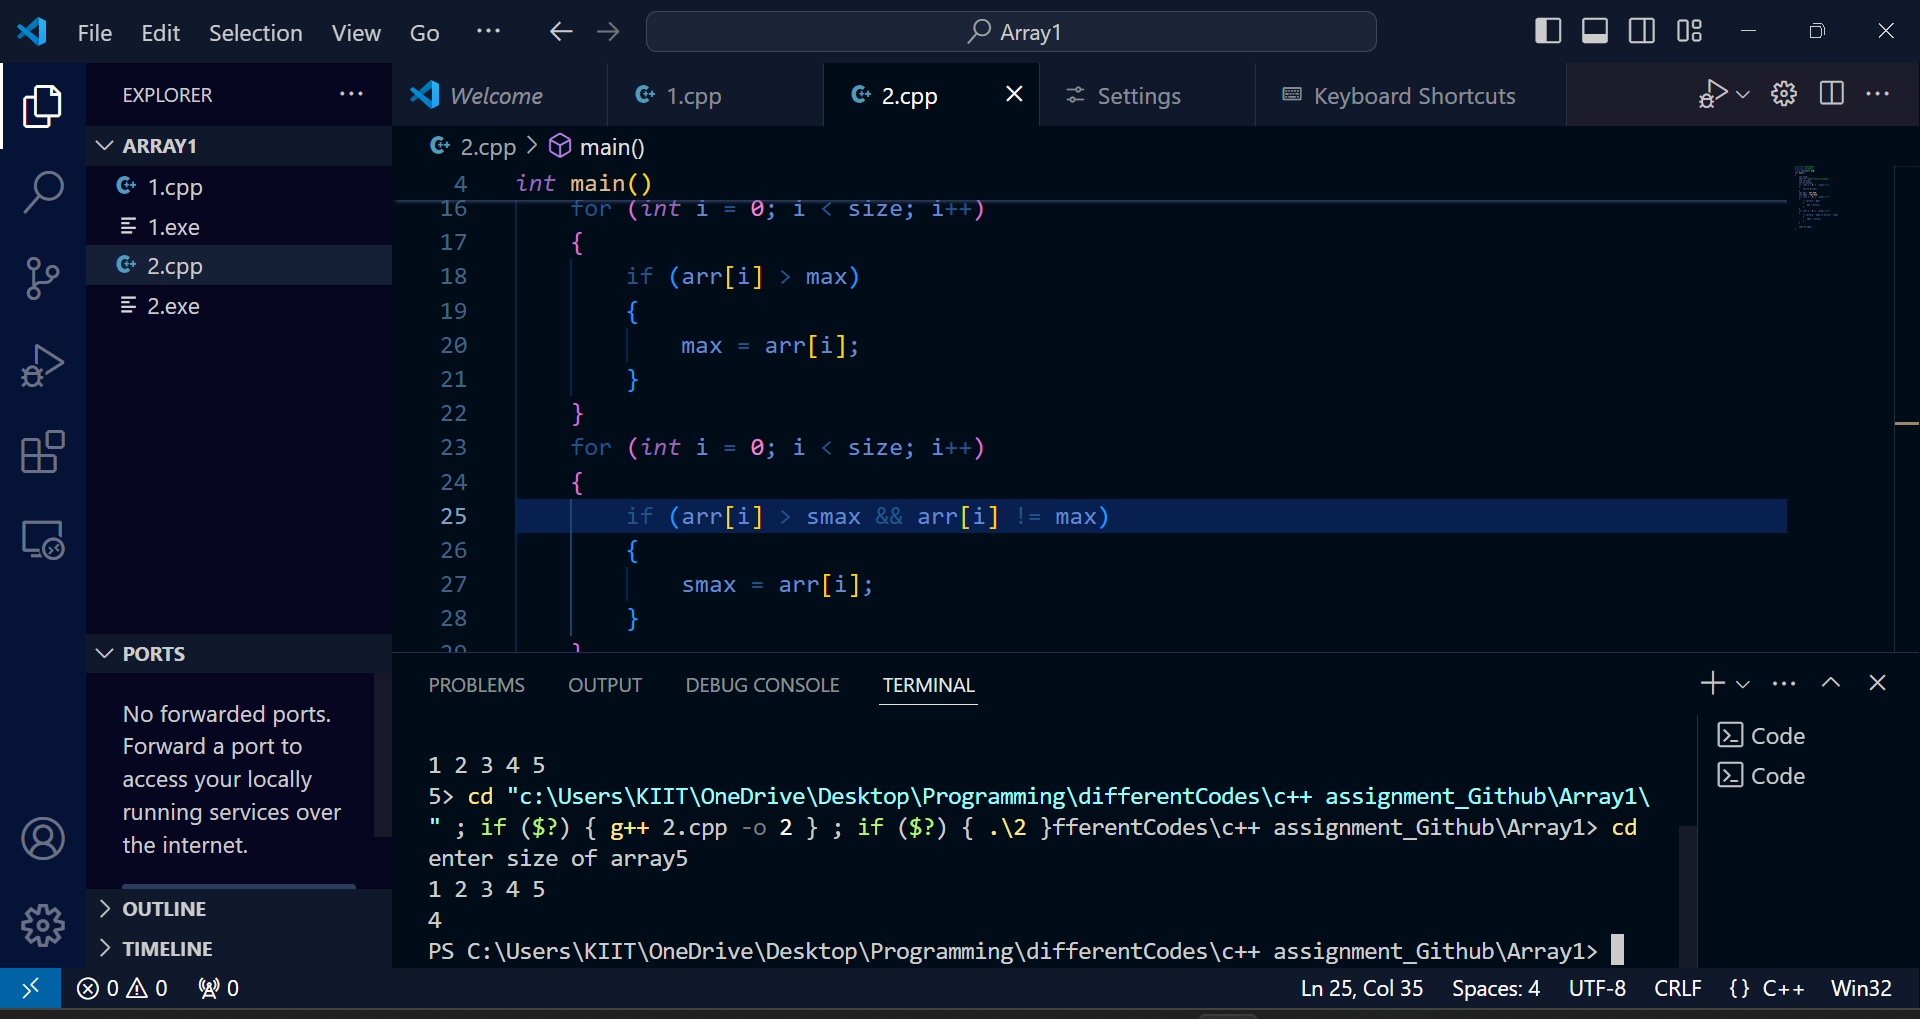 File Edit Selection View Go ··· Array1
EXPLORER ···
ARRAY1
1.cpp
1.exe
2.cpp
2.exe
PORTS
No forwarded ports.
Forward a port to
access your locally
running services over
the internet.
OUTLINE
TIMELINE
Welcome 1.cpp 2.cpp Settings Keyboard Shortcuts
2.cpp > main()
4 int main()
16 for (int i = 0; i < size; i++)
17 {
18 if (arr[i] > max)
19 {
20 max = arr[i];
21 }
22 }
23 for (int i = 0; i < size; i++)
24 {
25 if (arr[i] > smax && arr[i] != max)
26 {
27 smax = arr[i];
28 }
29 }
PROBLEMS OUTPUT DEBUG CONSOLE TERMINAL
1 2 3 4 5
5> cd "c:\Users\KIIT\OneDrive\Desktop\Programming\differentCodes\c++ assignment_Github\Array1\
" ; if ($?) { g++ 2.cpp -o 2 } ; if ($?) { .\2 }fferentCodes\c++ assignment_Github\Array1> cd
enter size of array5
1 2 3 4 5
4
PS C:\Users\KIIT\OneDrive\Desktop\Programming\differentCodes\c++ assignment_Github\Array1>
Code
Code
0 0 0 Ln 25, Col 35 Spaces: 4 UTF-8 CRLF {} C++ Win32